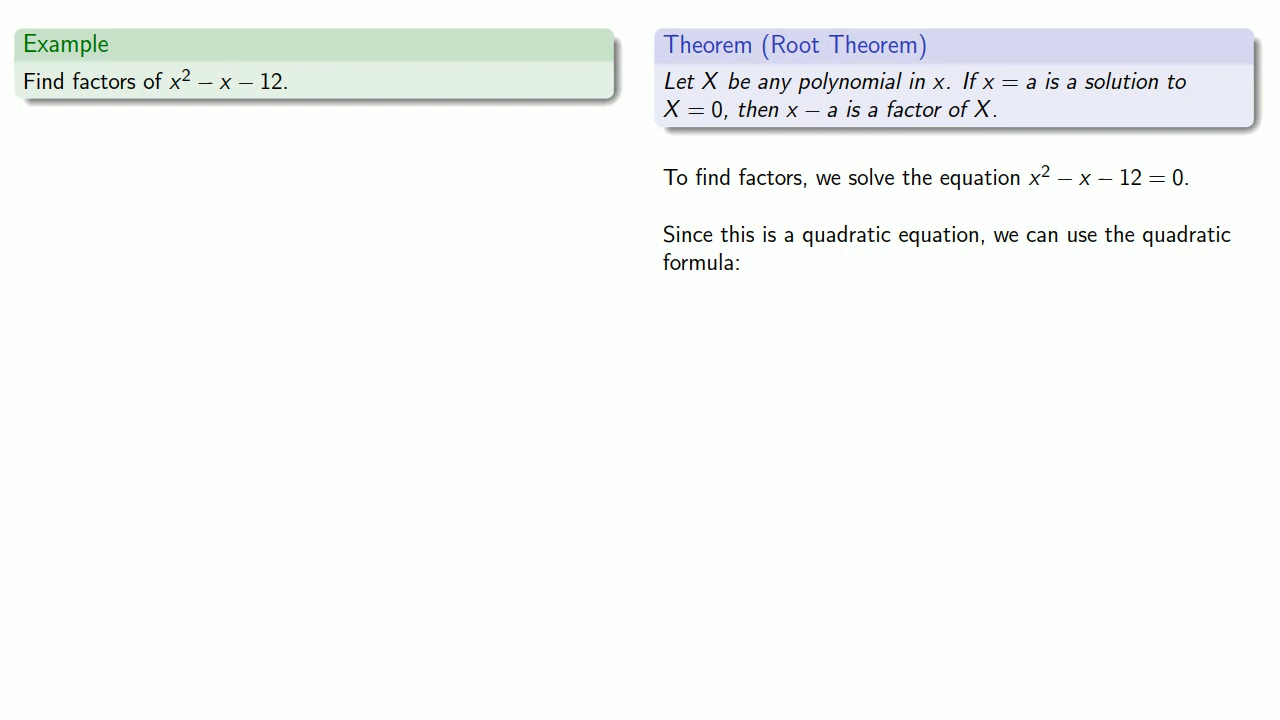 Example
Find factors of x² − x − 12.
Theorem (Root Theorem)
Let X be any polynomial in x. If x = a is a solution to
X = 0, then x − a is a factor of X.
To find factors, we solve the equation x² − x − 12 = 0.
Since this is a quadratic equation, we can use the quadratic
formula: